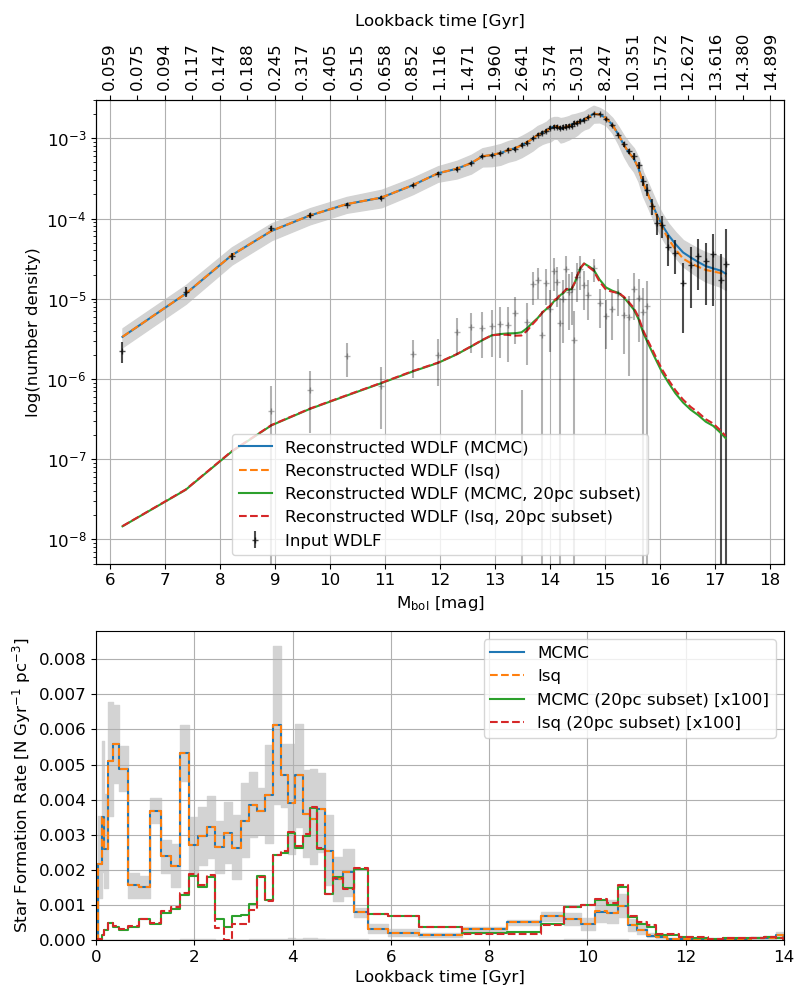 Lookback time [Gyr]
0.059 0.075 0.094 0.117 0.147 0.188 0.245 0.317 0.405 0.515 0.658 0.852 1.116 1.471 1.960 2.641 3.574 5.031 8.247 10.351 11.572 12.627 13.616 14.380 14.899
log(number density)
10⁻³
10⁻⁴
10⁻⁵
10⁻⁶
10⁻⁷
10⁻⁸
Reconstructed WDLF (MCMC)
Reconstructed WDLF (lsq)
Reconstructed WDLF (MCMC, 20pc subset)
Reconstructed WDLF (lsq, 20pc subset)
Input WDLF
6 7 8 9 10 11 12 13 14 15 16 17 18
M_bol [mag]
Star Formation Rate [N Gyr⁻¹ pc⁻³]
0.008
0.007
0.006
0.005
0.004
0.003
0.002
0.001
0.000
MCMC
lsq
MCMC (20pc subset) [x100]
lsq (20pc subset) [x100]
0 2 4 6 8 10 12 14
Lookback time [Gyr]